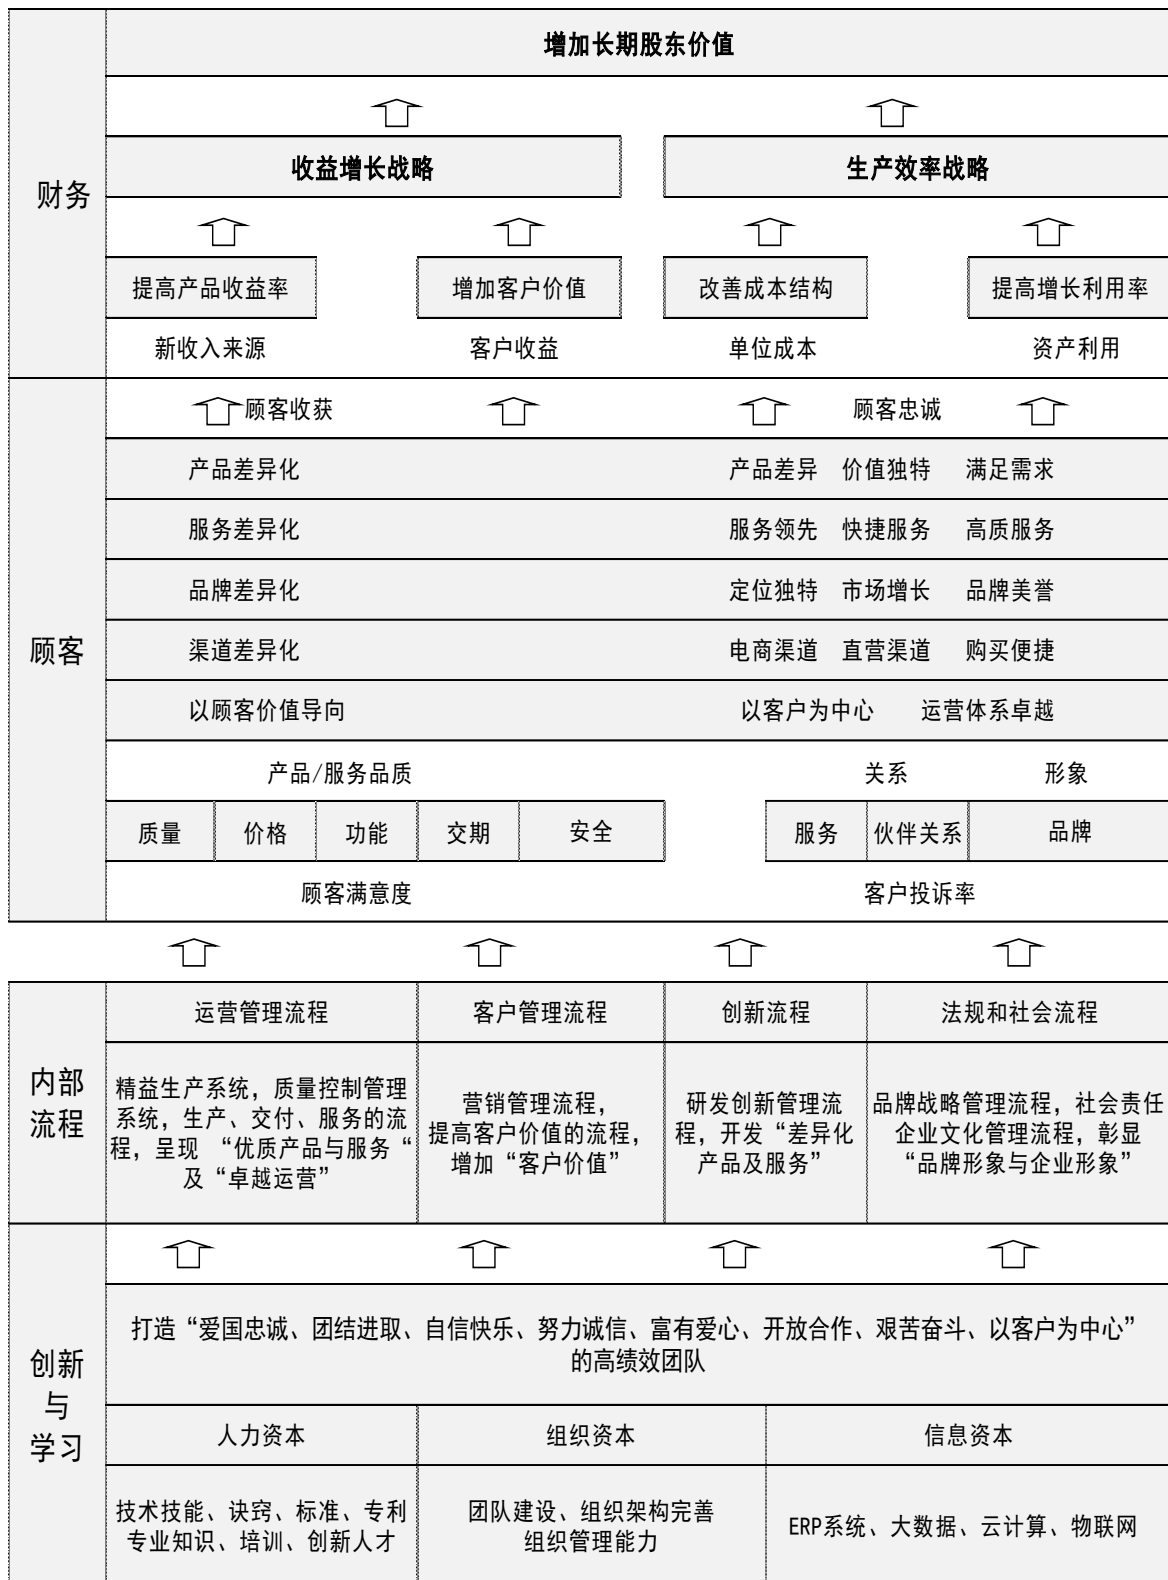 增加长期股东价值
财务
收益增长战略 生产效率战略
提高产品收益率 增加客户价值 改善成本结构 提高增长利用率
新收入来源 客户收益 单位成本 资产利用
顾客
顾客收获 顾客忠诚
产品差异化 产品差异 价值独特 满足需求
服务差异化 服务领先 快捷服务 高质服务
品牌差异化 定位独特 市场增长 品牌美誉
渠道差异化 电商渠道 直营渠道 购买便捷
以顾客价值导向 以客户为中心 运营体系卓越
产品/服务品质 关系 形象
质量 价格 功能 交期 安全 服务 伙伴关系 品牌
顾客满意度 客户投诉率
内部
流程
运营管理流程 客户管理流程 创新流程 法规和社会流程
精益生产系统，质量控制管理
系统，生产、交付、服务的流
程，呈现 “优质产品与服务“
及“卓越运营”
营销管理流程，
提高客户价值的流程，
增加“客户价值”
研发创新管理流
程，开发“差异化
产品及服务”
品牌战略管理流程，社会责任
企业文化管理流程，彰显
“品牌形象与企业形象”
创新
与
学习
打造“爱国忠诚、团结进取、自信快乐、努力诚信、富有爱心、开放合作、艰苦奋斗、以客户为中心”
的高绩效团队
人力资本 组织资本 信息资本
技术技能、诀窍、标准、专利
专业知识、培训、创新人才
团队建设、组织架构完善
组织管理能力
ERP系统、大数据、云计算、物联网